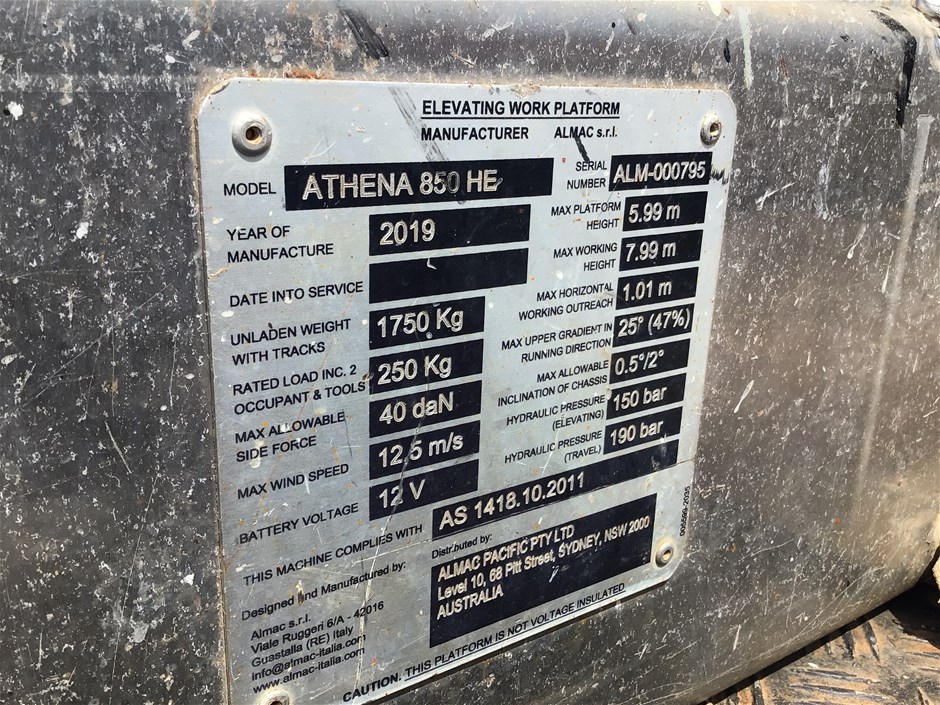 ELEVATING WORK PLATFORM
MANUFACTURER ALMAC s.r.l.
MODEL ATHENA 850 HE
SERIAL NUMBER ALM-000795
YEAR OF MANUFACTURE 2019
MAX PLATFORM HEIGHT 5.99 m
DATE INTO SERVICE
MAX WORKING HEIGHT 7.99 m
UNLADEN WEIGHT WITH TRACKS 1750 Kg
MAX HORIZONTAL WORKING OUTREACH 1.01 m
RATED LOAD INC. 2 OCCUPANT & TOOLS 250 Kg
MAX UPPER GRADIENT IN RUNNING DIRECTION 25° (47%)
MAX ALLOWABLE SIDE FORCE 40 daN
MAX ALLOWABLE INCLINATION OF CHASSIS 0.5°/2°
MAX WIND SPEED 12,5 m/s
HYDRAULIC PRESSURE (ELEVATING) 150 bar
BATTERY VOLTAGE 12 V
HYDRAULIC PRESSURE (TRAVEL) 190 bar
THIS MACHINE COMPLIES WITH AS 1418.10.2011
Designed and Manufactured by:
Almac s.r.l.
Viale Ruggeri 6/A - 42016
Guastalla (RE) Italy
info@almac-italia.com
www.almac-italia.com
Distributed by:
ALMAC PACIFIC PTY LTD
Level 10, 68 Pitt Street, SYDNEY, NSW 2000
AUSTRALIA
CAUTION. THIS PLATFORM IS NOT VOLTAGE INSULATED